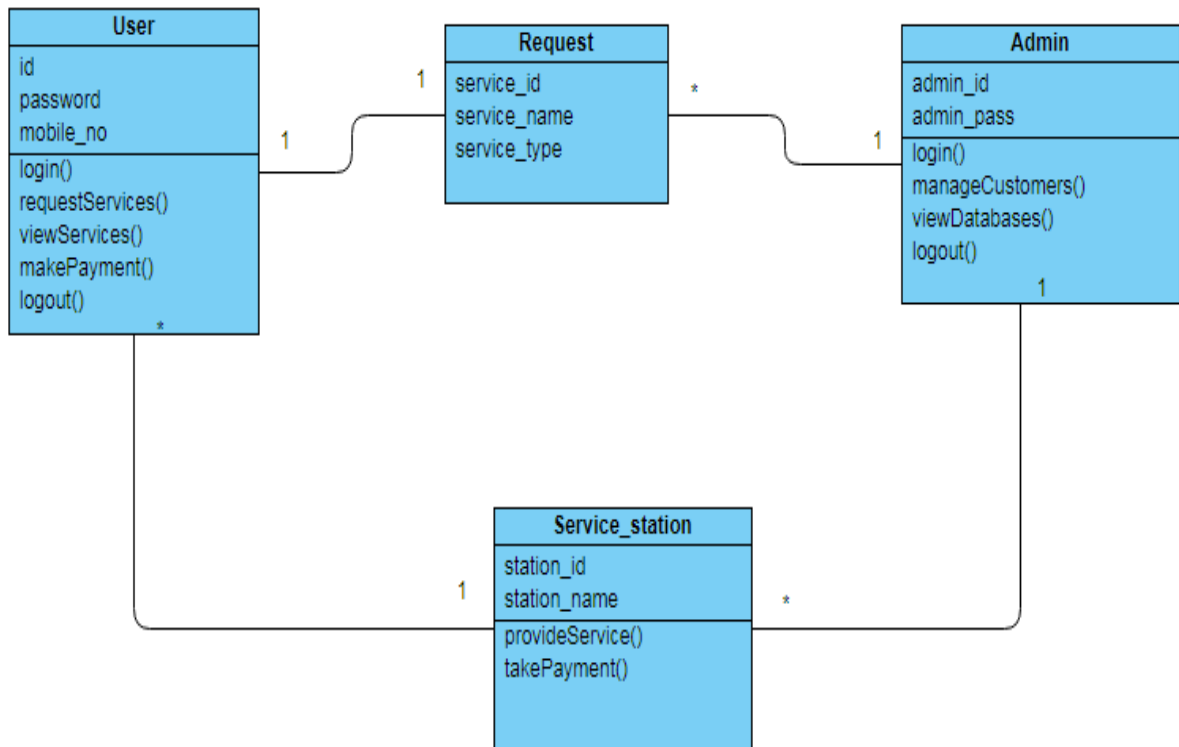 User
id
password
mobile_no
login()
requestServices()
viewServices()
makePayment()
logout()
*
1
1
Request
service_id
service_name
service_type
*
1
Admin
admin_id
admin_pass
login()
manageCustomers()
viewDatabases()
logout()
1
1
Service_station
station_id
station_name
provideService()
takePayment()
*